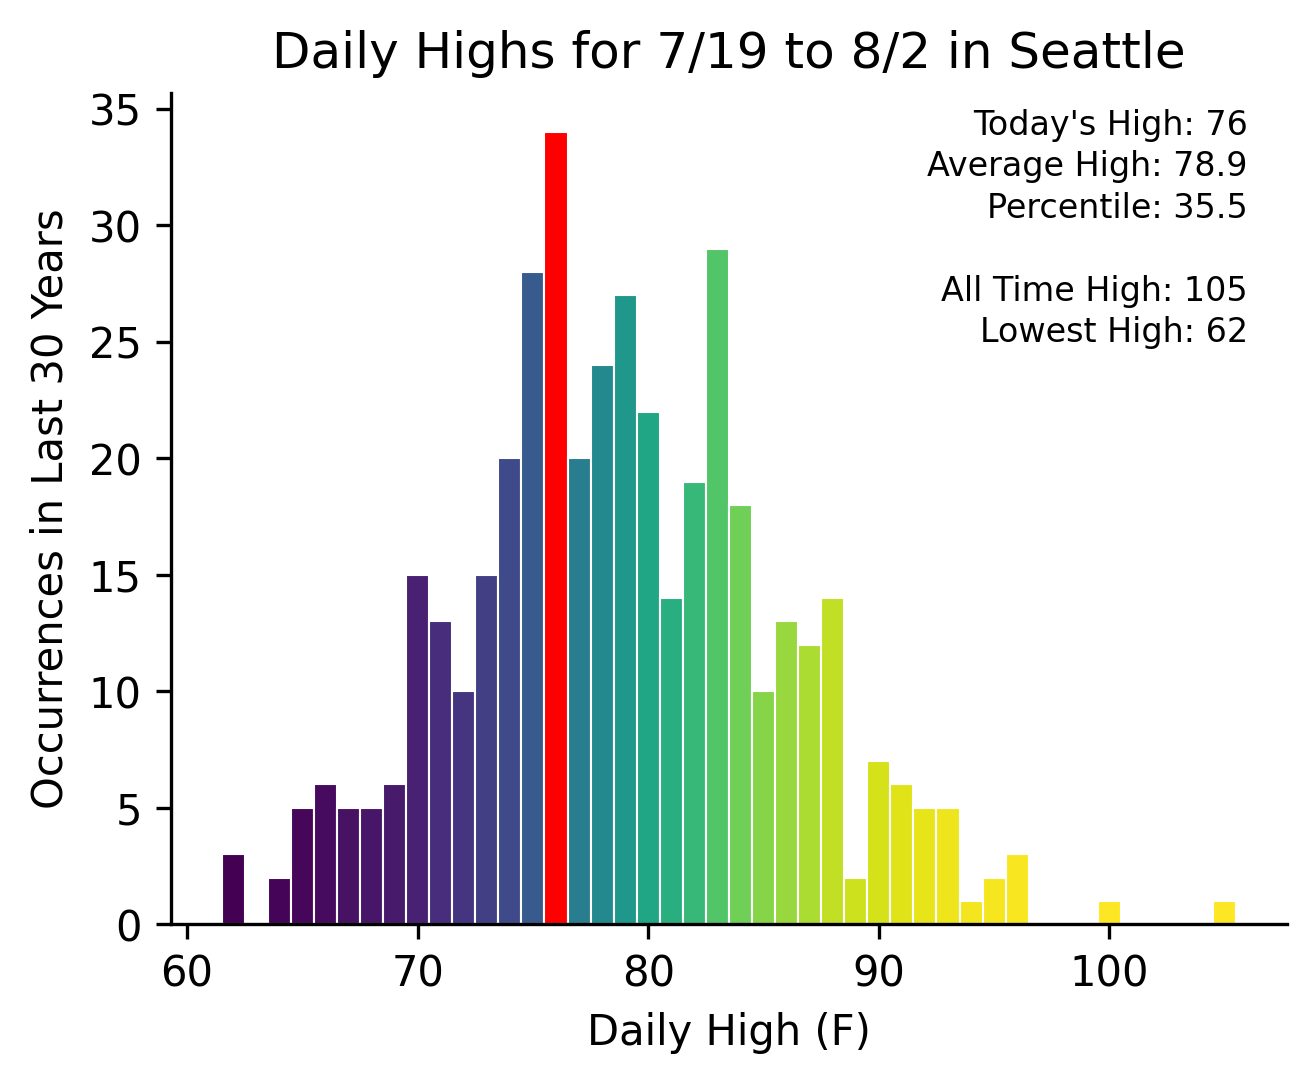 Daily Highs for 7/19 to 8/2 in Seattle
Today's High: 76
Average High: 78.9
Percentile: 35.5
All Time High: 105
Lowest High: 62
Occurrences in Last 30 Years
35
30
25
20
15
10
5
0
60 70 80 90 100
Daily High (F)